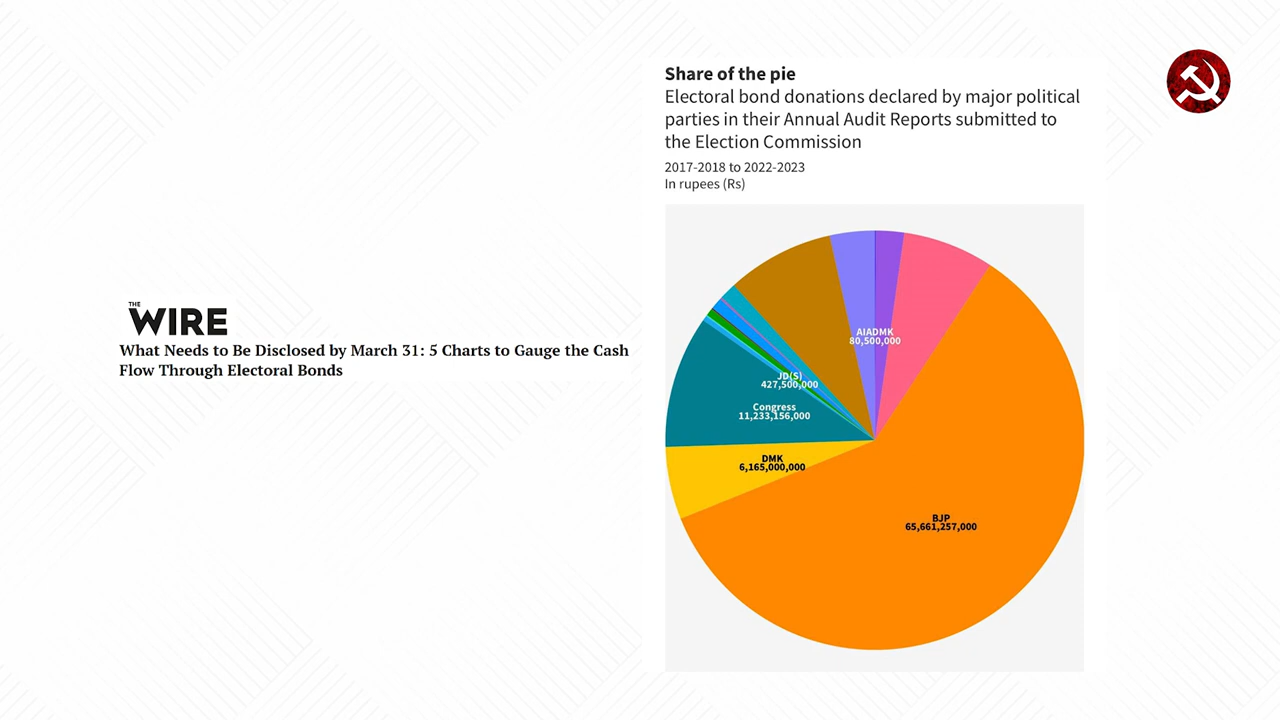 THE
WIRE
What Needs to Be Disclosed by March 31: 5 Charts to Gauge the Cash
Flow Through Electoral Bonds
Share of the pie
Electoral bond donations declared by major political
parties in their Annual Audit Reports submitted to
the Election Commission
2017-2018 to 2022-2023
In rupees (Rs)
AIADMK
80,500,000
JD(S)
427,500,000
Congress
11,233,156,000
DMK
6,165,000,000
BJP
65,661,257,000